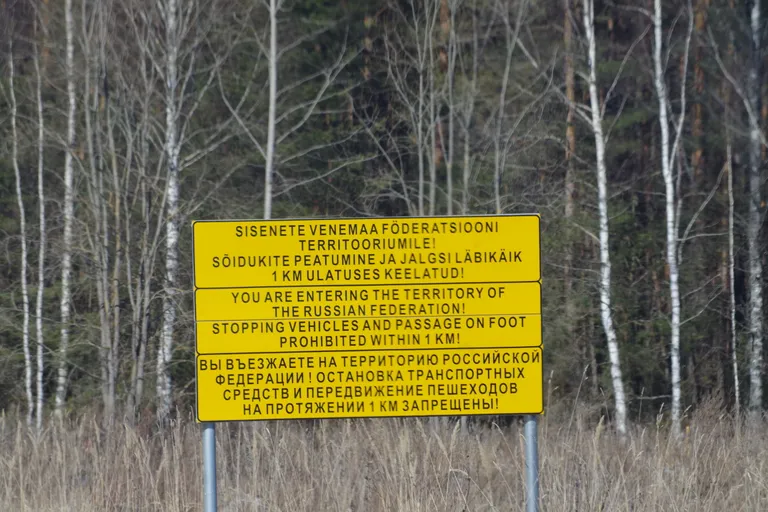 SISENETE VENEMAA FÖDERATSIOONI
TERRITOORIUMILE!
SÕIDUKITE PEATUMINE JA JALGSI LÄBIKÄIK
1 KM ULATUSES KEELATUD!
YOU ARE ENTERING THE TERRITORY OF
THE RUSSIAN FEDERATION!
STOPPING VEHICLES AND PASSAGE ON FOOT
PROHIBITED WITHIN 1 KM!
ВЫ ВЪЕЗЖАЕТЕ НА ТЕРРИТОРИЮ РОССИЙСКОЙ
ФЕДЕРАЦИИ! ОСТАНОВКА ТРАНСПОРТНЫХ
СРЕДСТВ И ПЕРЕДВИЖЕНИЕ ПЕШЕХОДОВ
НА ПРОТЯЖЕНИИ 1 КМ ЗАПРЕЩЕНЫ!